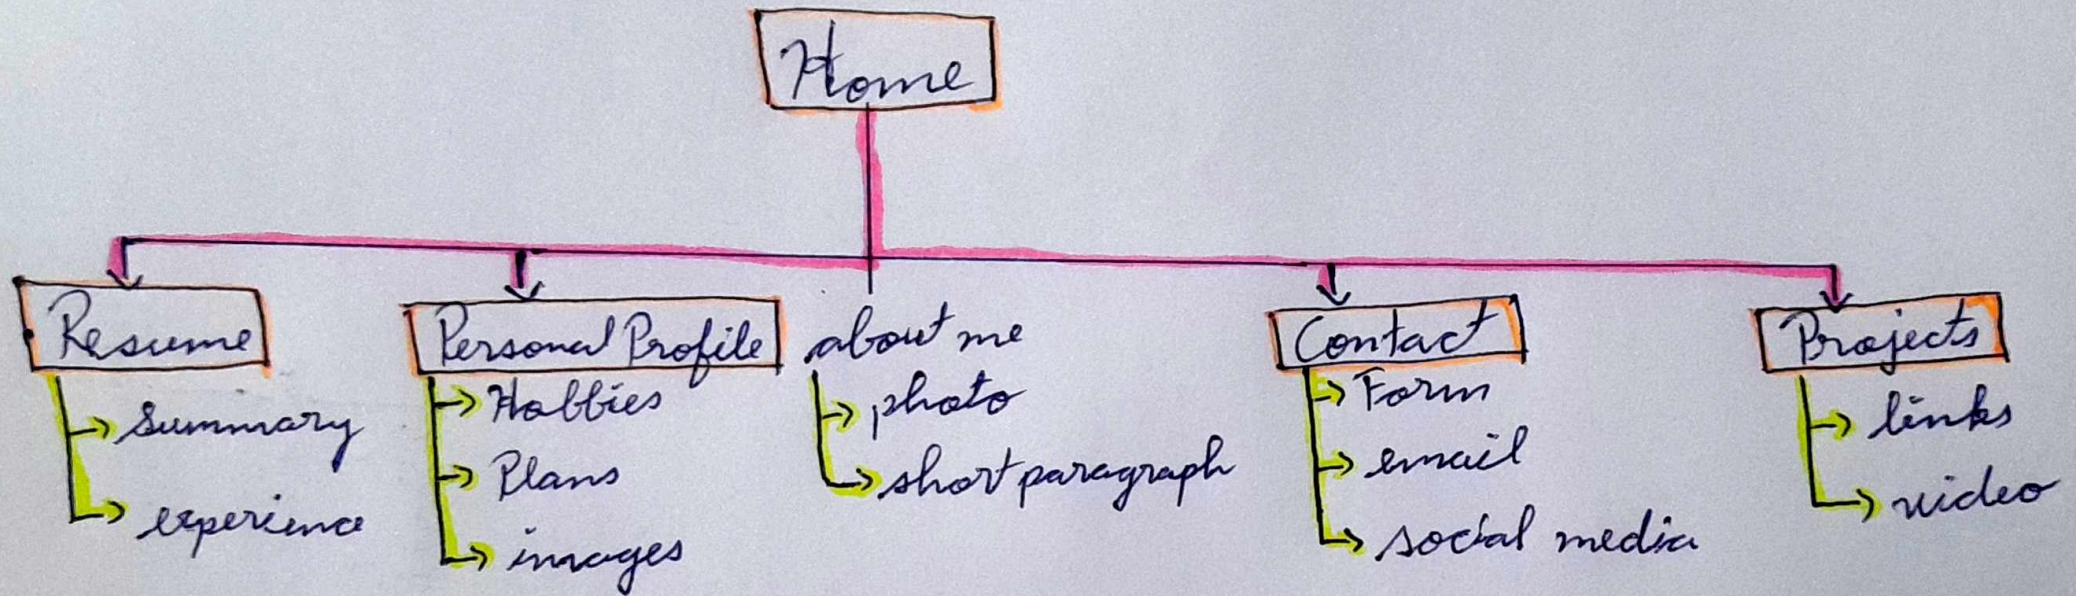 Home
Resume
summary
experience
Personal Profile
Hobbies
Plans
images
about me
photo
short paragraph
Contact
Form
email
social media
Projects
links
video